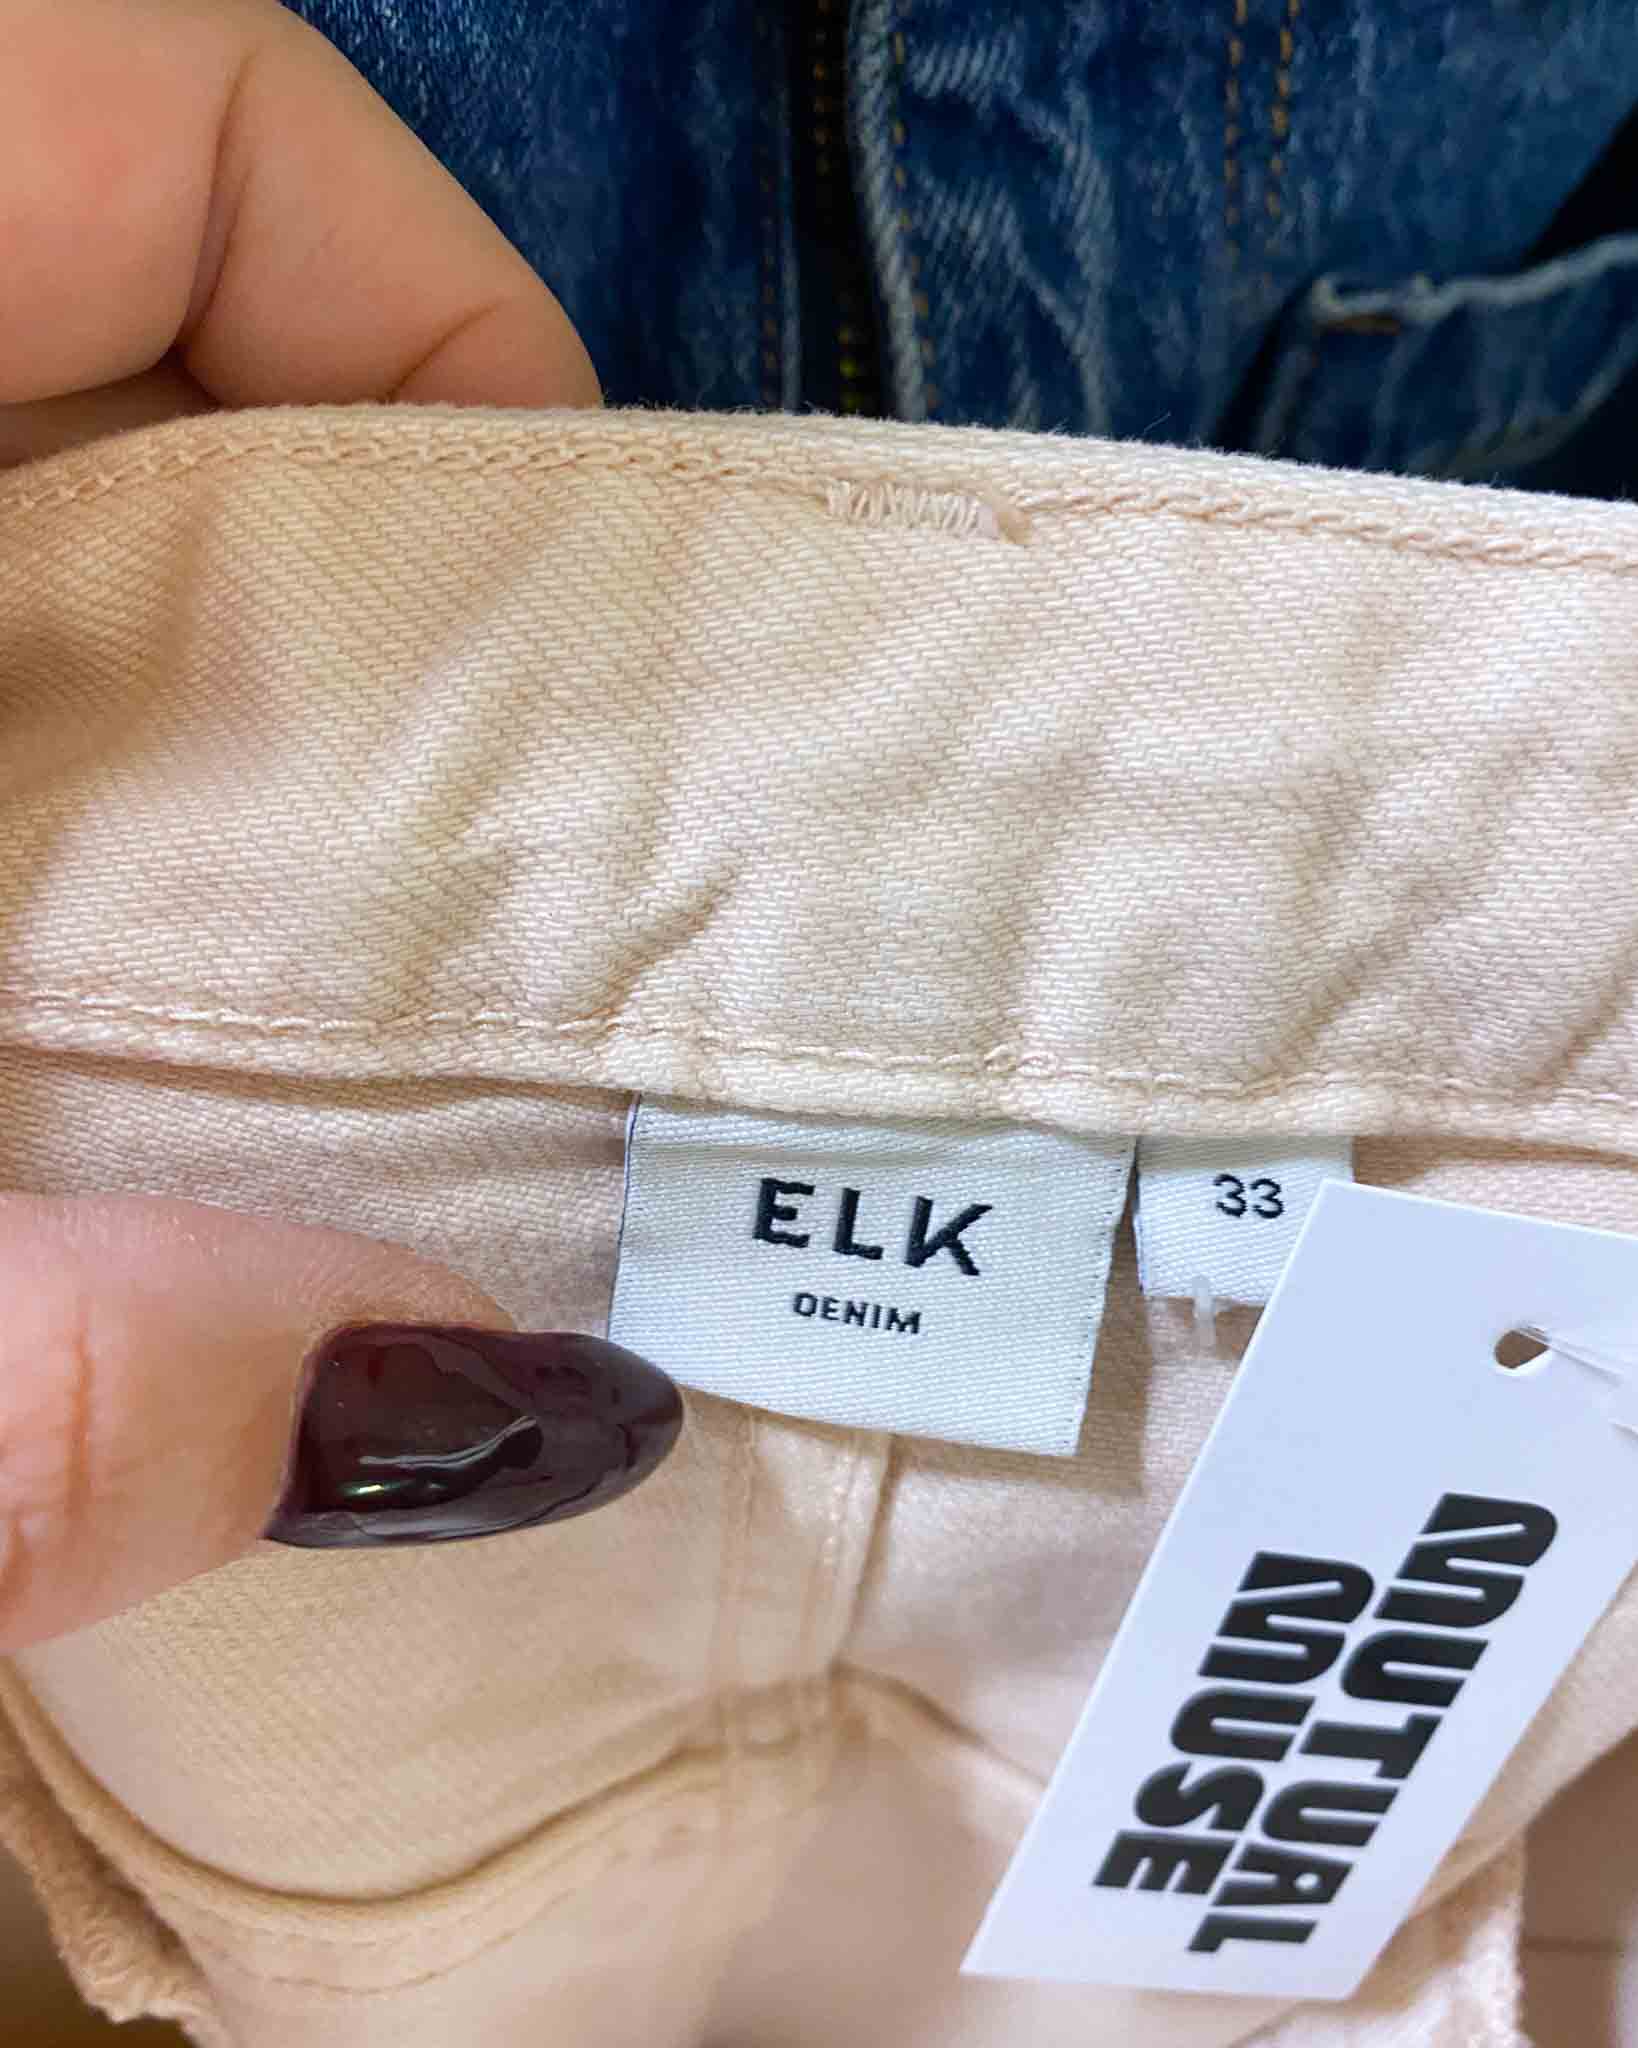 ELK
DENIM
33
MUTUAL
MUSE